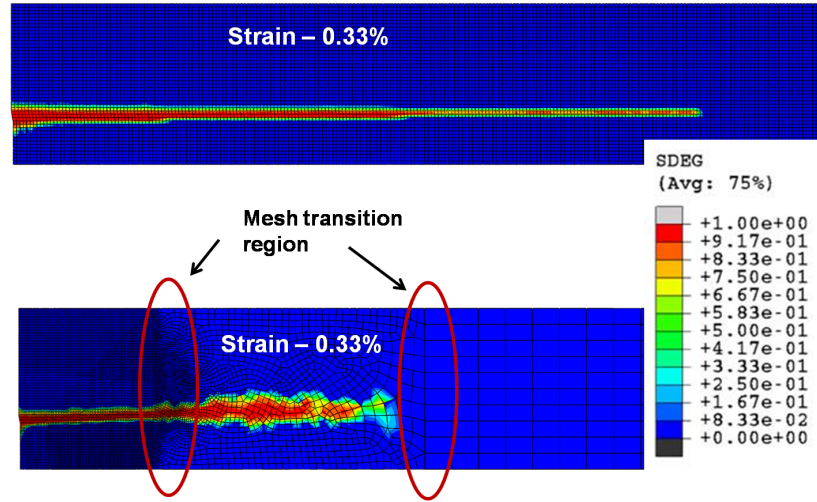 Strain – 0.33%
SDEG
(Avg: 75%)
+1.00e+00
+9.17e-01
+8.33e-01
+7.50e-01
+6.67e-01
+5.83e-01
+5.00e-01
+4.17e-01
+3.33e-01
+2.50e-01
+1.67e-01
+8.33e-02
+0.00e+00
Mesh transition
region
Strain – 0.33%